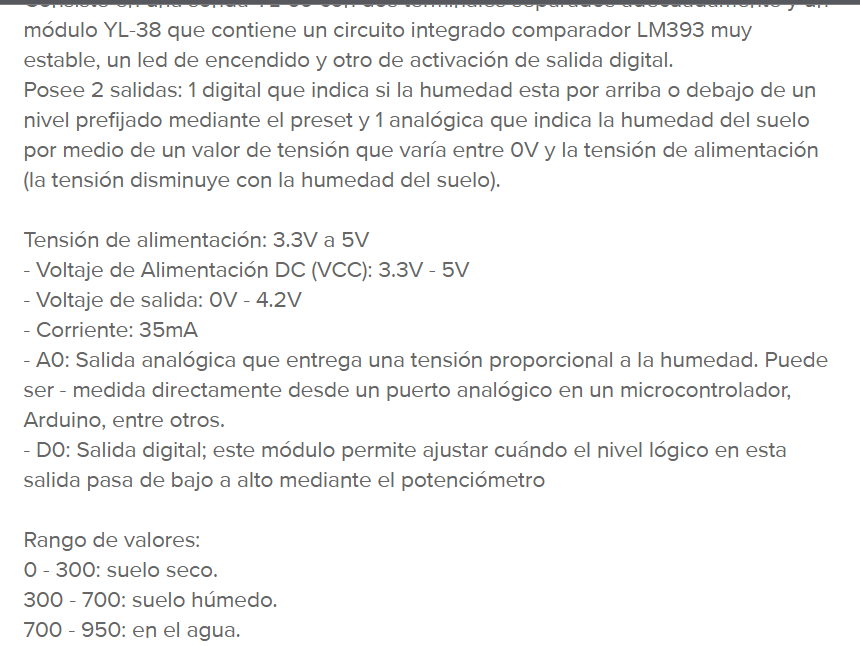 módulo YL-38 que contiene un circuito integrado comparador LM393 muy
estable, un led de encendido y otro de activación de salida digital.
Posee 2 salidas: 1 digital que indica si la humedad esta por arriba o debajo de un
nivel prefijado mediante el preset y 1 analógica que indica la humedad del suelo
por medio de un valor de tensión que varía entre 0V y la tensión de alimentación
(la tensión disminuye con la humedad del suelo).
Tensión de alimentación: 3.3V a 5V
- Voltaje de Alimentación DC (VCC): 3.3V - 5V
- Voltaje de salida: 0V - 4.2V
- Corriente: 35mA
- A0: Salida analógica que entrega una tensión proporcional a la humedad. Puede
ser - medida directamente desde un puerto analógico en un microcontrolador,
Arduino, entre otros.
- D0: Salida digital; este módulo permite ajustar cuándo el nivel lógico en esta
salida pasa de bajo a alto mediante el potenciómetro
Rango de valores:
0 - 300: suelo seco.
300 - 700: suelo húmedo.
700 - 950: en el agua.